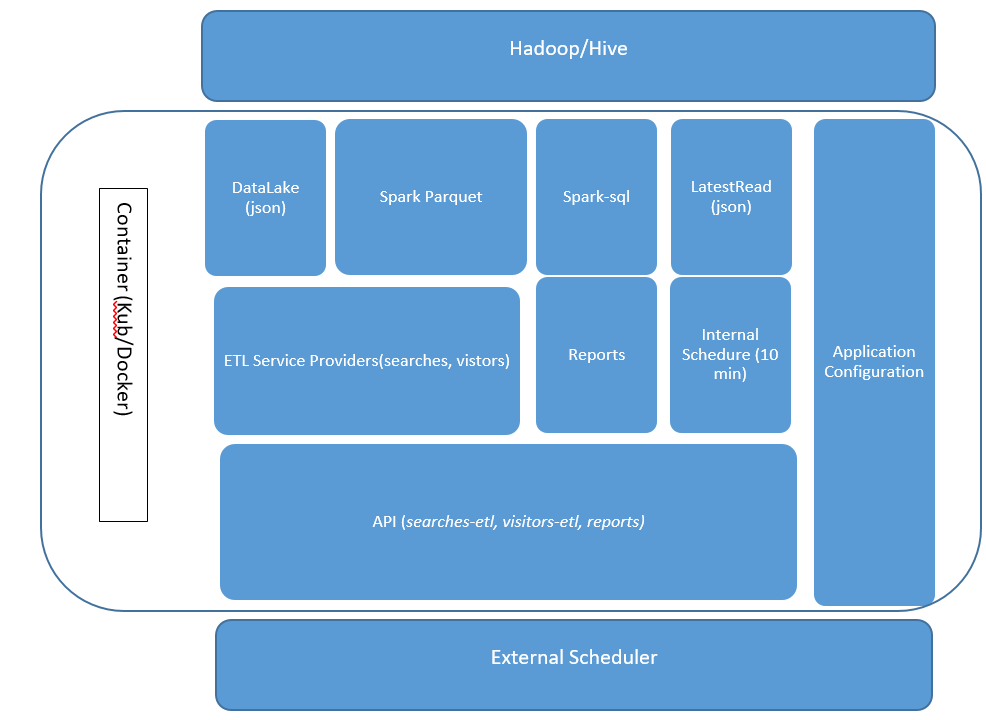 Hadoop/Hive
DataLake
(json)
Spark Parquet
Spark-sql
LatestRead
(json)
Container (Kub/Docker)
ETL Service Providers(searches, vistors)
Reports
Internal
Schedure (10
min)
Application
Configuration
API (searches-etl, visitors-etl, reports)
External Scheduler